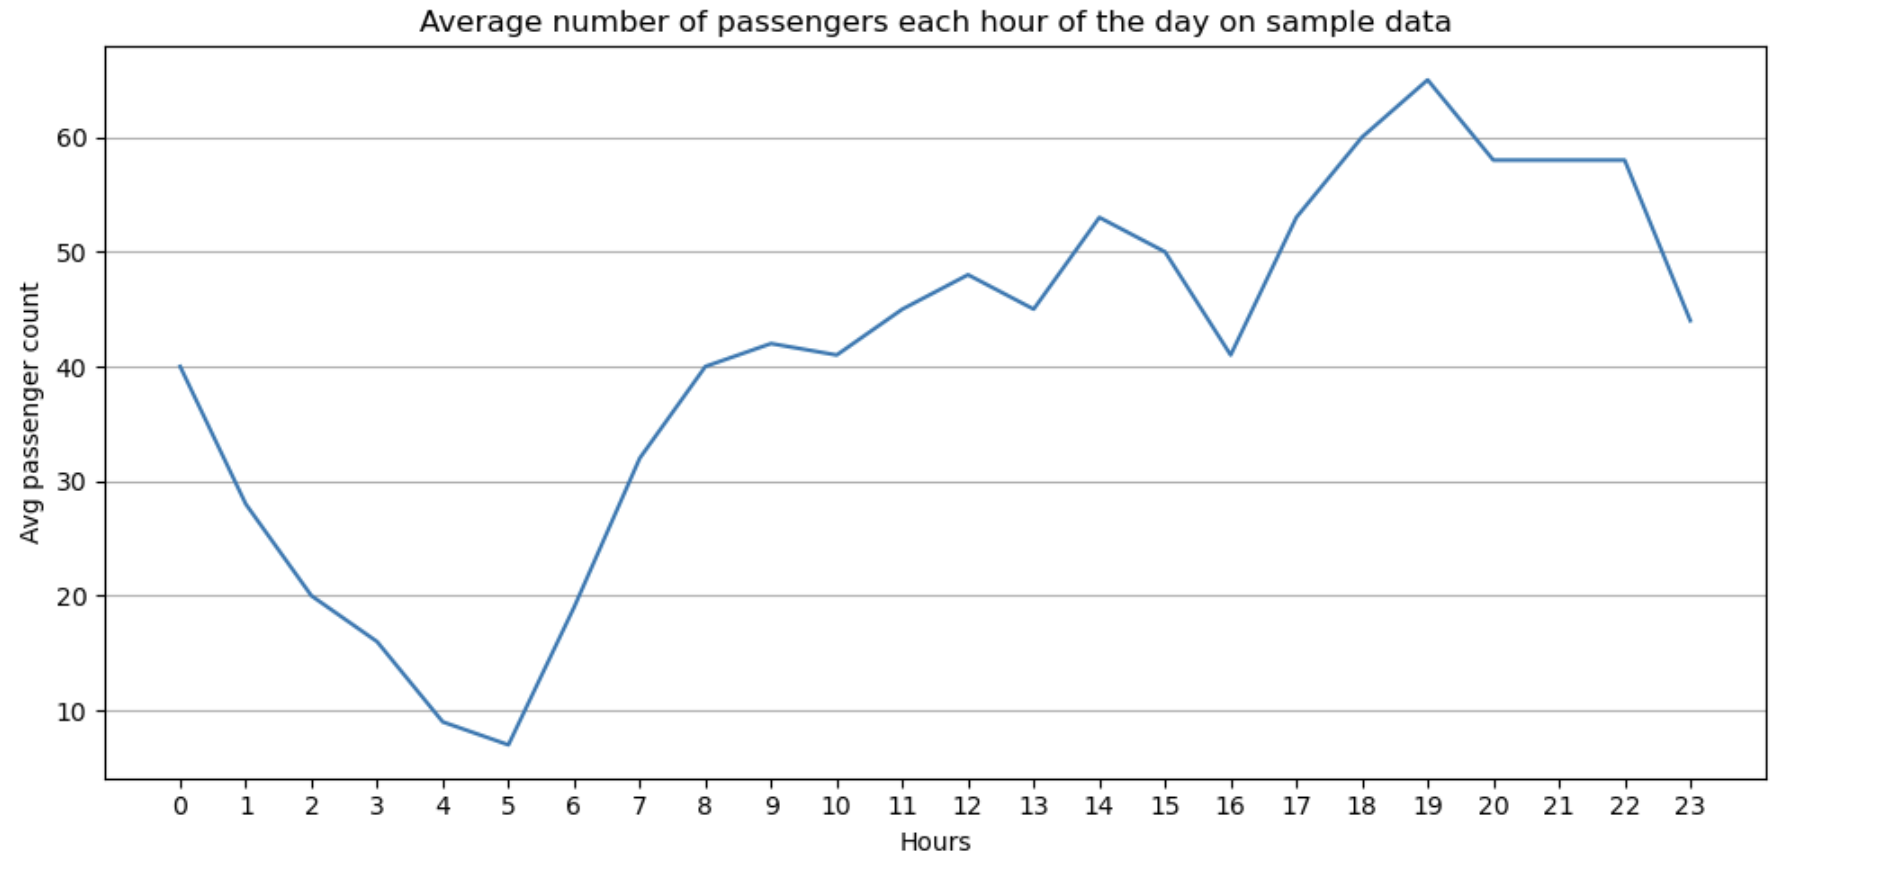 Average number of passengers each hour of the day on sample data
60
50
40
30
20
10
Avg passenger count
0 1 2 3 4 5 6 7 8 9 10 11 12 13 14 15 16 17 18 19 20 21 22 23
Hours